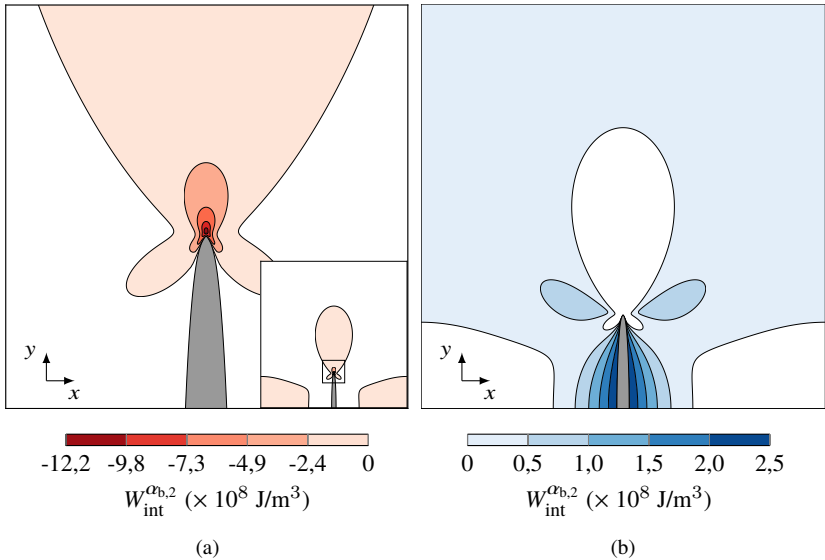 y
x
y
x
-12,2 -9,8 -7,3 -4,9 -2,4 0
W_int^α_b,2 (× 10^8 J/m^3)
(a)
0 0,5 1,0 1,5 2,0 2,5
W_int^α_b,2 (× 10^8 J/m^3)
(b)